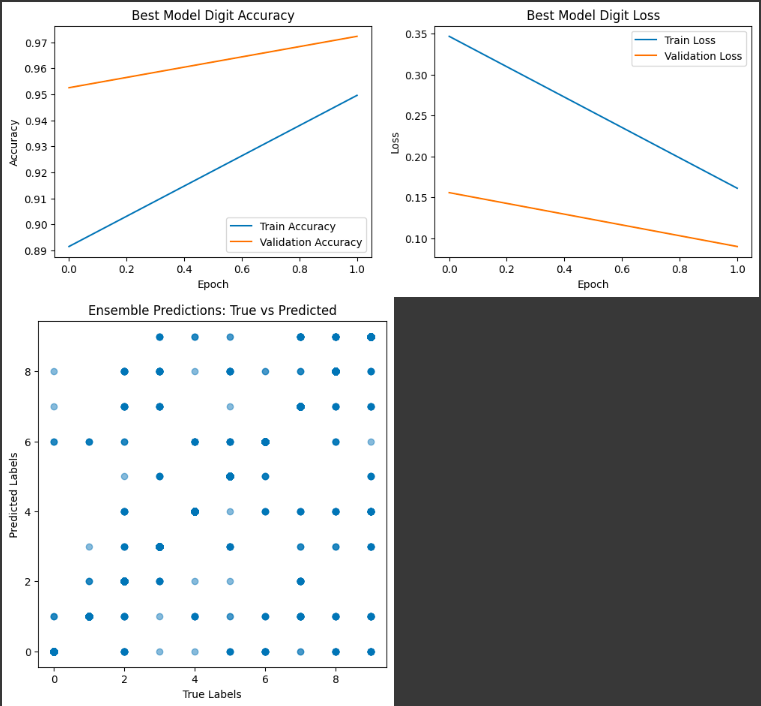 Best Model Digit Accuracy
0.97
0.96
0.95
0.94
0.93
0.92
0.91
0.90
0.89
Accuracy
Train Accuracy
Validation Accuracy
0.0 0.2 0.4 0.6 0.8 1.0
Epoch
Best Model Digit Loss
0.35
0.30
0.25
0.20
0.15
0.10
Loss
Train Loss
Validation Loss
0.0 0.2 0.4 0.6 0.8 1.0
Epoch
Ensemble Predictions: True vs Predicted
8
6
4
2
0
Predicted Labels
0 2 4 6 8
True Labels